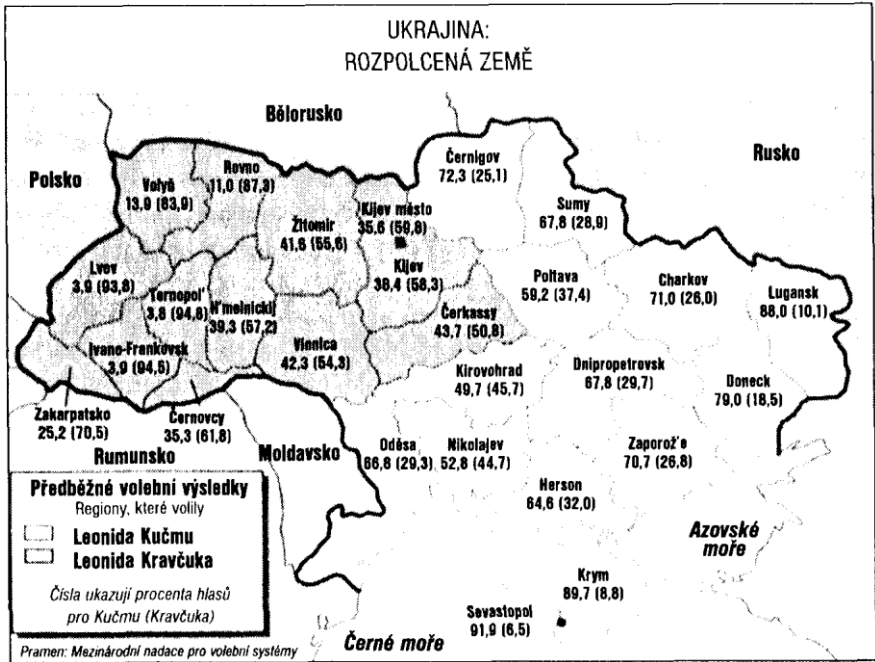 UKRAJINA:
ROZPOLCENÁ ZEMĚ
Bělorusko
Rusko
Polsko
Volyň
13,9 (83,9)
Rovno
11,0 (87,3)
Žitomir
41,6 (55,6)
Kijev město
35,6 (59,8)
Kijev
38,4 (58,3)
Černigov
72,3 (25,1)
Sumy
67,8 (28,9)
Lvov
3,9 (93,8)
Ternopol'
3,8 (94,8)
H'melnickij
39,3 (57,2)
Vienica
42,3 (54,3)
Čerkassy
43,7 (50,8)
Poltava
59,2 (37,4)
Charkov
71,0 (26,0)
Lugansk
88,0 (10,1)
Ivano-Frankovsk
3,9 (94,5)
Kirovohrad
49,7 (45,7)
Dnipropetrovsk
67,8 (29,7)
Doneck
79,0 (18,5)
Zakarpatsko
25,2 (70,5)
Černovcy
35,3 (61,8)
Rumunsko
Moldavsko
Oděsa
66,8 (29,3)
Nikolajev
52,8 (44,7)
Zaporož'e
70,7 (26,8)
Herson
64,6 (32,0)
Azovské
moře
Krym
89,7 (8,8)
Sevastopol
91,9 (6,5)
Černé moře
Předběžné volební výsledky
Regiony, které volily
Leonida Kučmu
Leonida Kravčuka
Čísla ukazují procenta hlasů
pro Kučmu (Kravčuka)
Pramen: Mezinárodní nadace pro volební systémy